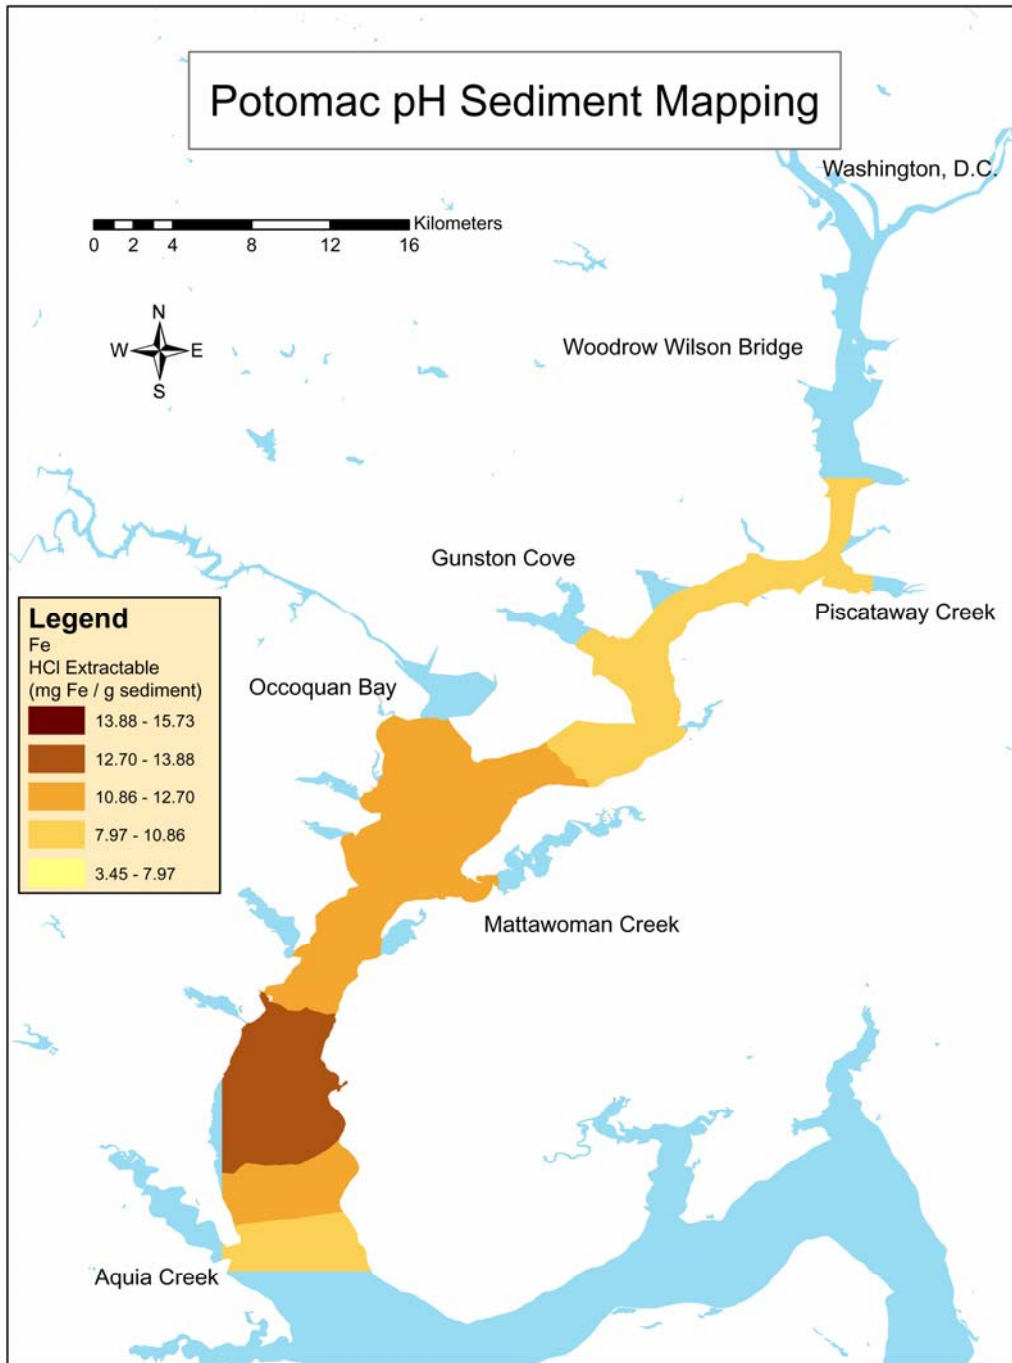 Potomac pH Sediment Mapping
Washington, D.C.
Kilometers
0 2 4 8 12 16
N
W E
S
Woodrow Wilson Bridge
Gunston Cove
Piscataway Creek
Legend
Fe
HCl Extractable
(mg Fe / g sediment)
13.88 - 15.73
12.70 - 13.88
10.86 - 12.70
7.97 - 10.86
3.45 - 7.97
Occoquan Bay
Mattawoman Creek
Aquia Creek